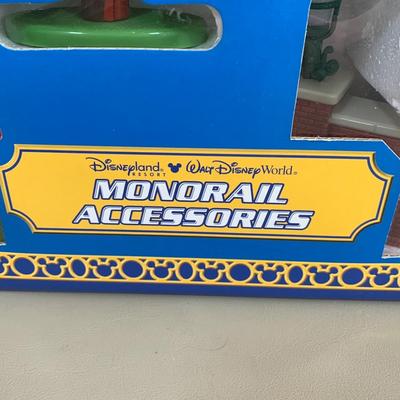 Disneyland Walt Disney World®
RESORT
MONORAIL
ACCESSORIES